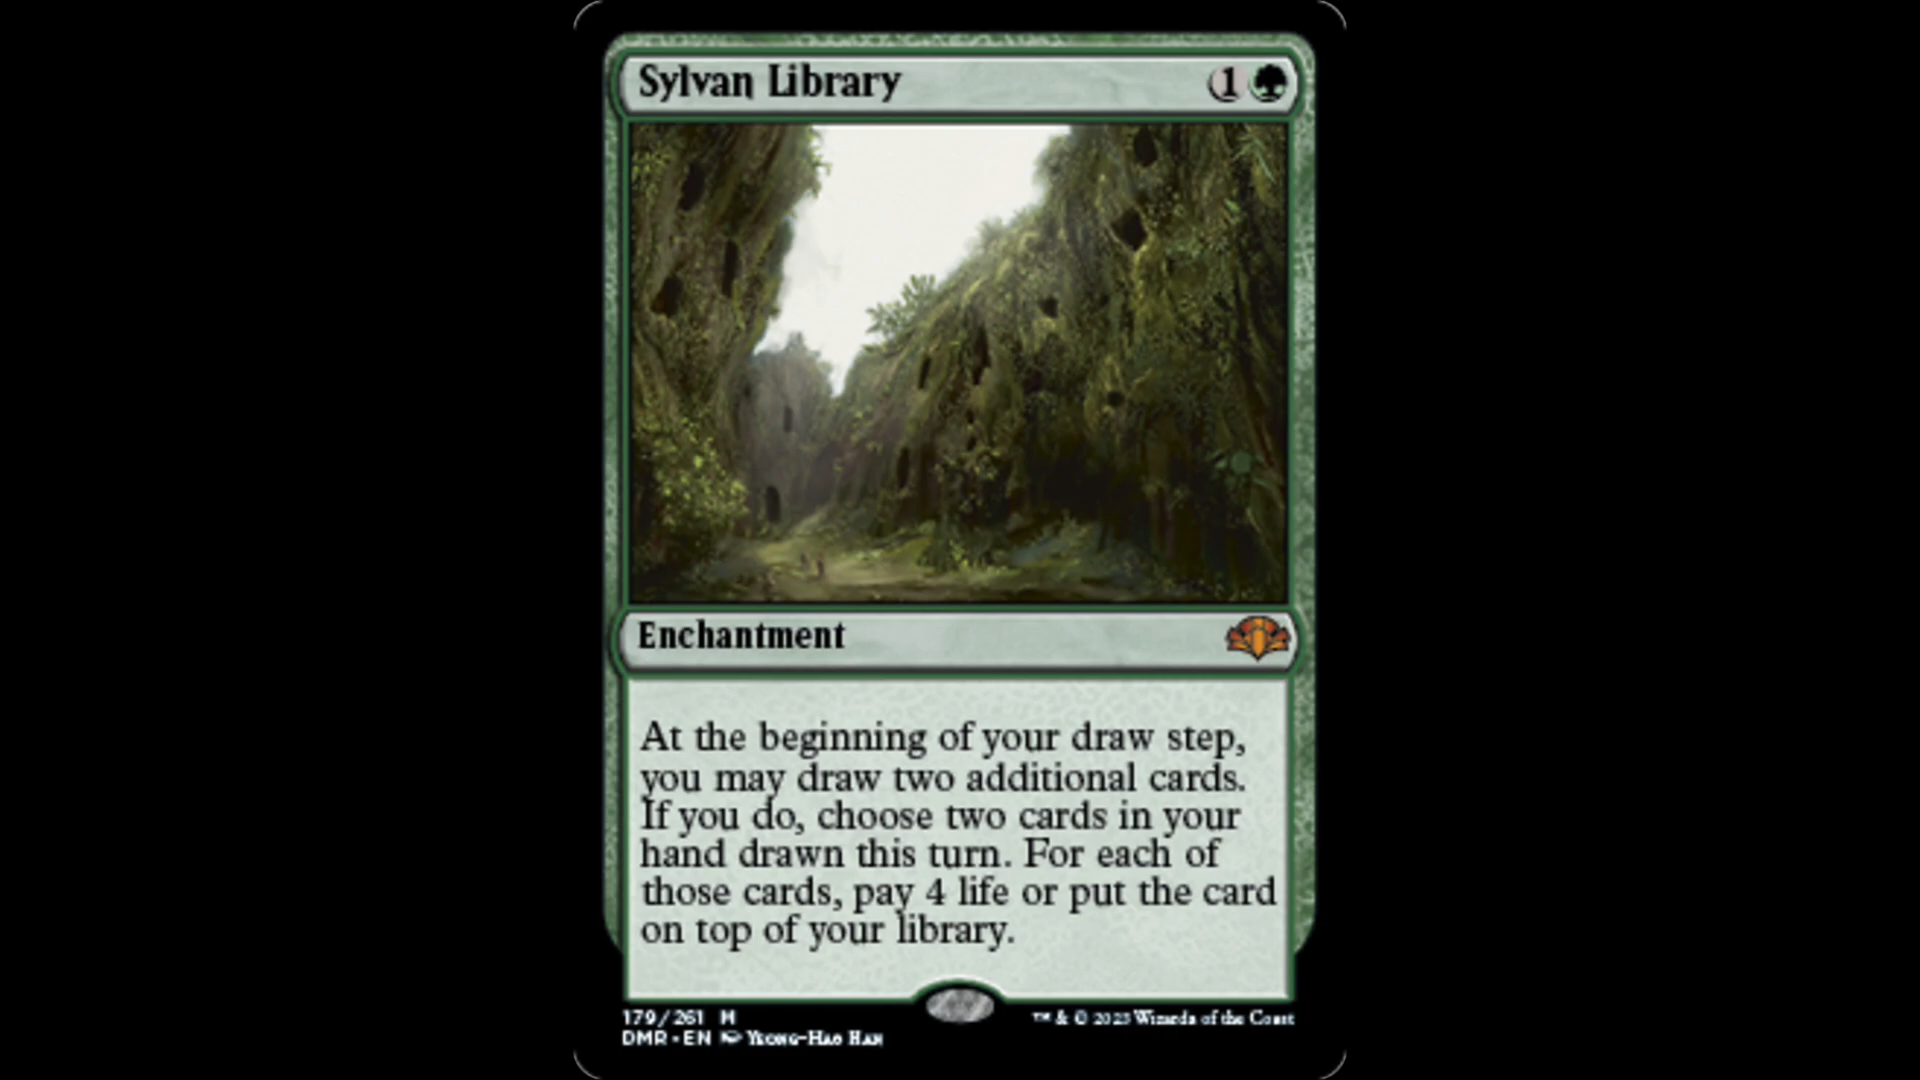 Sylvan Library 1
Enchantment
At the beginning of your draw step,
you may draw two additional cards.
If you do, choose two cards in your
hand drawn this turn. For each of
those cards, pay 4 life or put the card
on top of your library.
179/261 M
DMR • EN Yeong-Hao Han
™ & © 2023 Wizards of the Coast